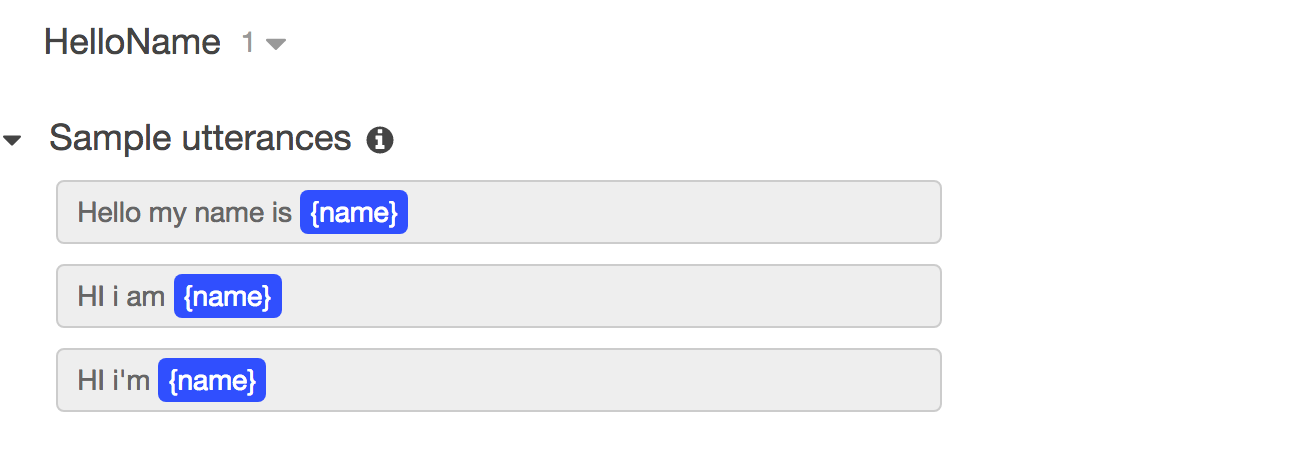 HelloName 1
Sample utterances
Hello my name is {name}
HI i am {name}
HI i'm {name}